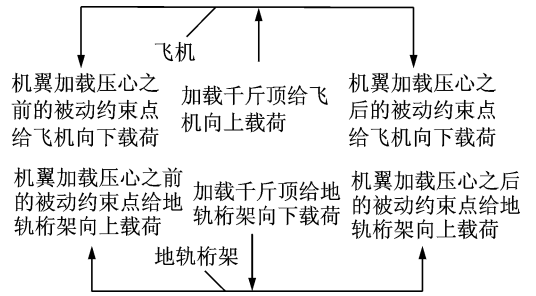 飞机
机翼加载压心之
前的被动约束点
给飞机向下载荷
加载千斤顶给飞
机向上载荷
机翼加载压心之
后的被动约束点
给飞机向下载荷
机翼加载压心之前
的被动约束点给地
轨桁架向上载荷
加载千斤顶给地
轨桁架向下载荷
机翼加载压心之后
的被动约束点给地
轨桁架向上载荷
地轨桁架